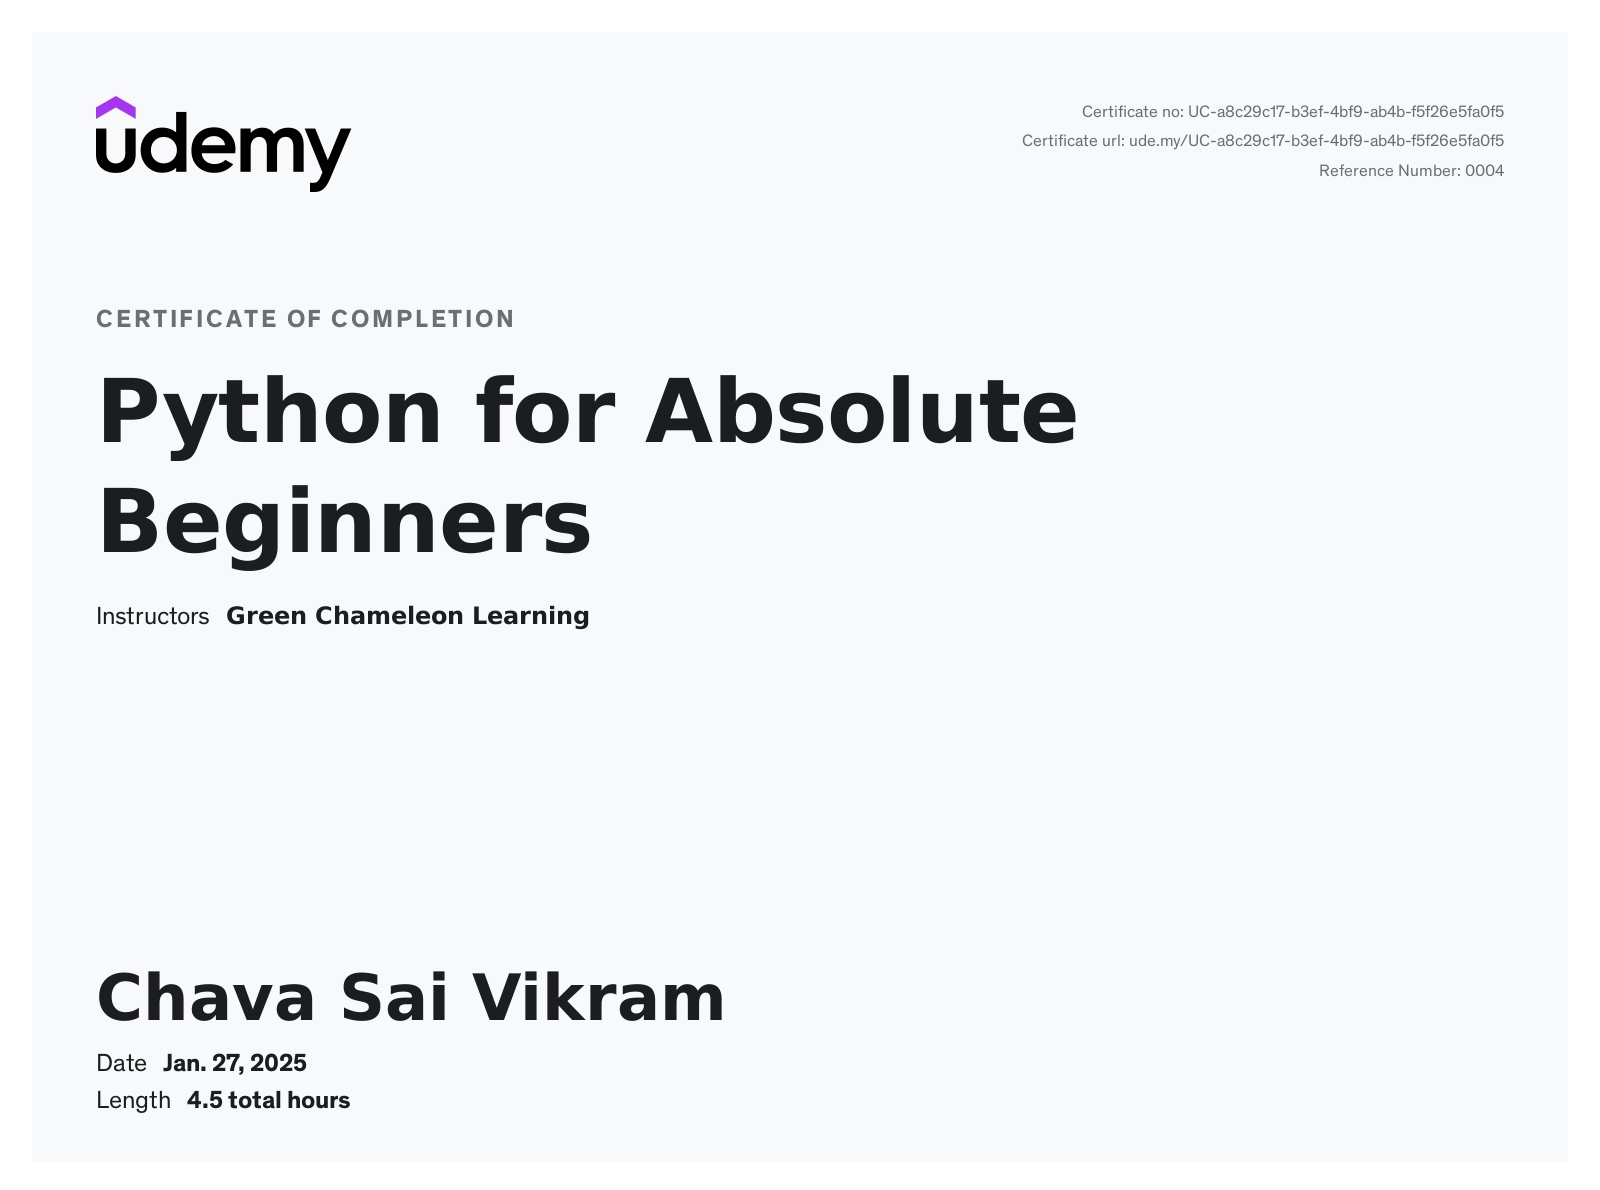 udemy
Certificate no: UC-a8c29c17-b3ef-4bf9-ab4b-f5f26e5fa0f5
Certificate url: ude.my/UC-a8c29c17-b3ef-4bf9-ab4b-f5f26e5fa0f5
Reference Number: 0004
CERTIFICATE OF COMPLETION
Python for Absolute
Beginners
Instructors Green Chameleon Learning
Chava Sai Vikram
Date Jan. 27, 2025
Length 4.5 total hours